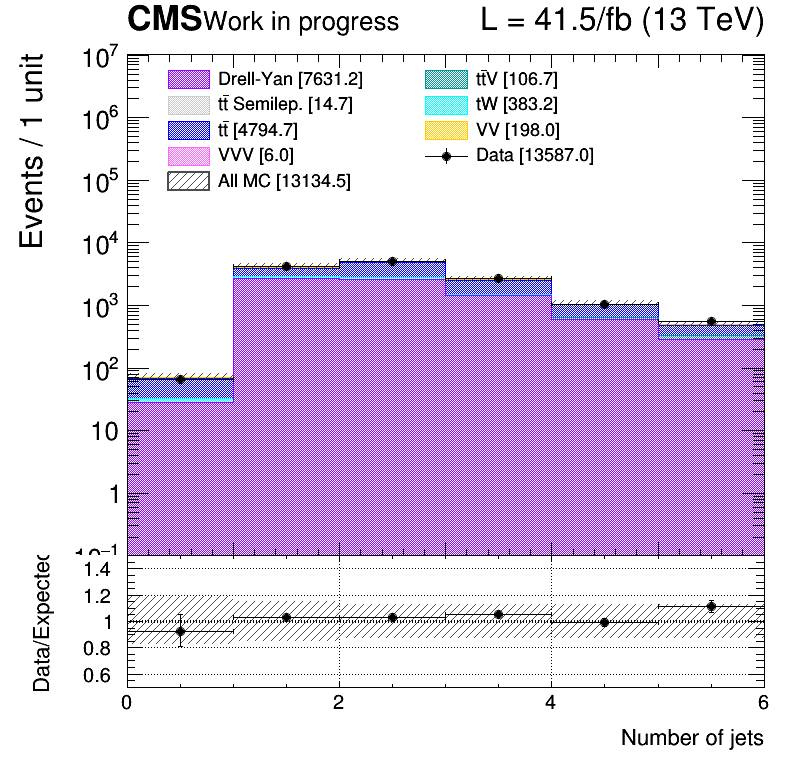 CMS Work in progress L = 41.5/fb (13 TeV)
Events / 1 unit
10⁷
10⁶
10⁵
10⁴
10³
10²
10
1
10⁻¹
Drell-Yan [7631.2]
tt̄ Semilep. [14.7]
tt̄ [4794.7]
VVV [6.0]
All MC [13134.5]
tt̄V [106.7]
tW [383.2]
VV [198.0]
Data [13587.0]
Data/Expected
1.4
1.2
1
0.8
0.6
0 2 4 6
Number of jets